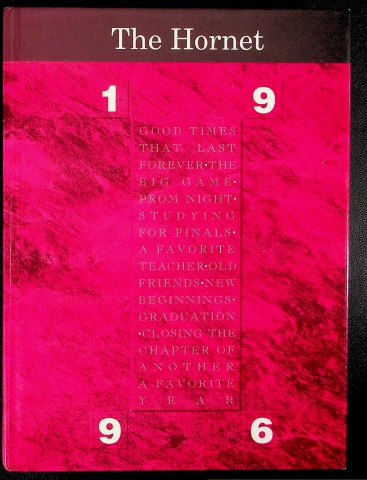 The Hornet
1 9
GOOD TIMES
THAT LAST
FOREVER•THE
BIG GAME•
PROM NIGHT•
STUDYING
FOR FINALS•
A FAVORITE
TEACHER•OLD
FRIENDS•NEW
BEGINNINGS•
GRADUATION
•CLOSING THE
CHAPTER OF
ANOTHER
A FAVORITE
YEAR
9 6